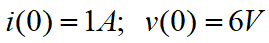 i(0) = 1A;  v(0) = 6V